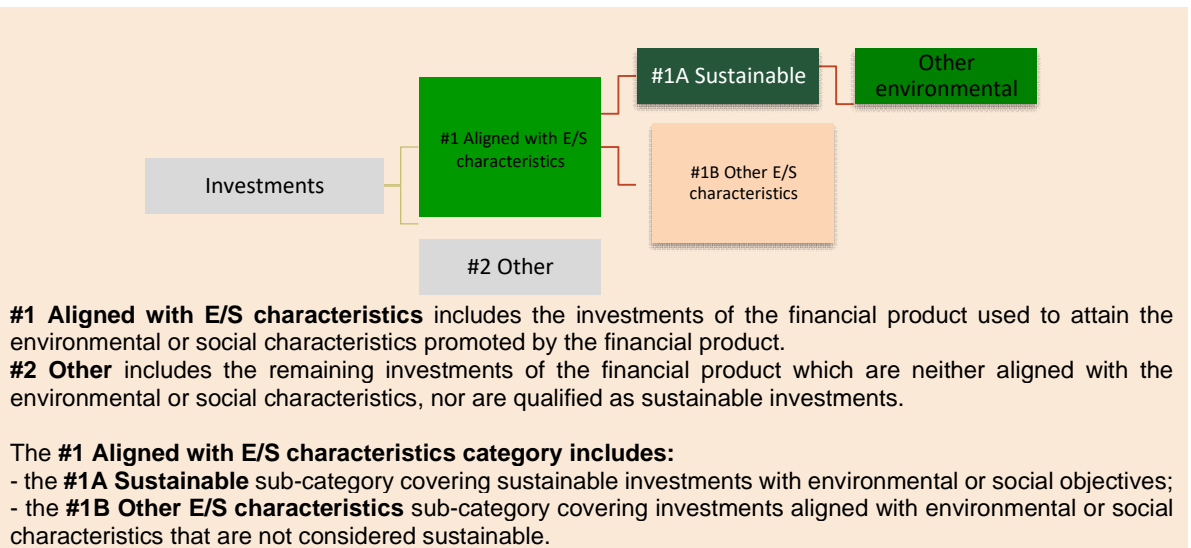 #1A Sustainable
Other
environmental
#1 Aligned with E/S
characteristics
#1B Other E/S
characteristics
Investments
#2 Other
#1 Aligned with E/S characteristics includes the investments of the financial product used to attain the
environmental or social characteristics promoted by the financial product.
#2 Other includes the remaining investments of the financial product which are neither aligned with the
environmental or social characteristics, nor are qualified as sustainable investments.
The #1 Aligned with E/S characteristics category includes:
- the #1A Sustainable sub-category covering sustainable investments with environmental or social objectives;
- the #1B Other E/S characteristics sub-category covering investments aligned with environmental or social
characteristics that are not considered sustainable.